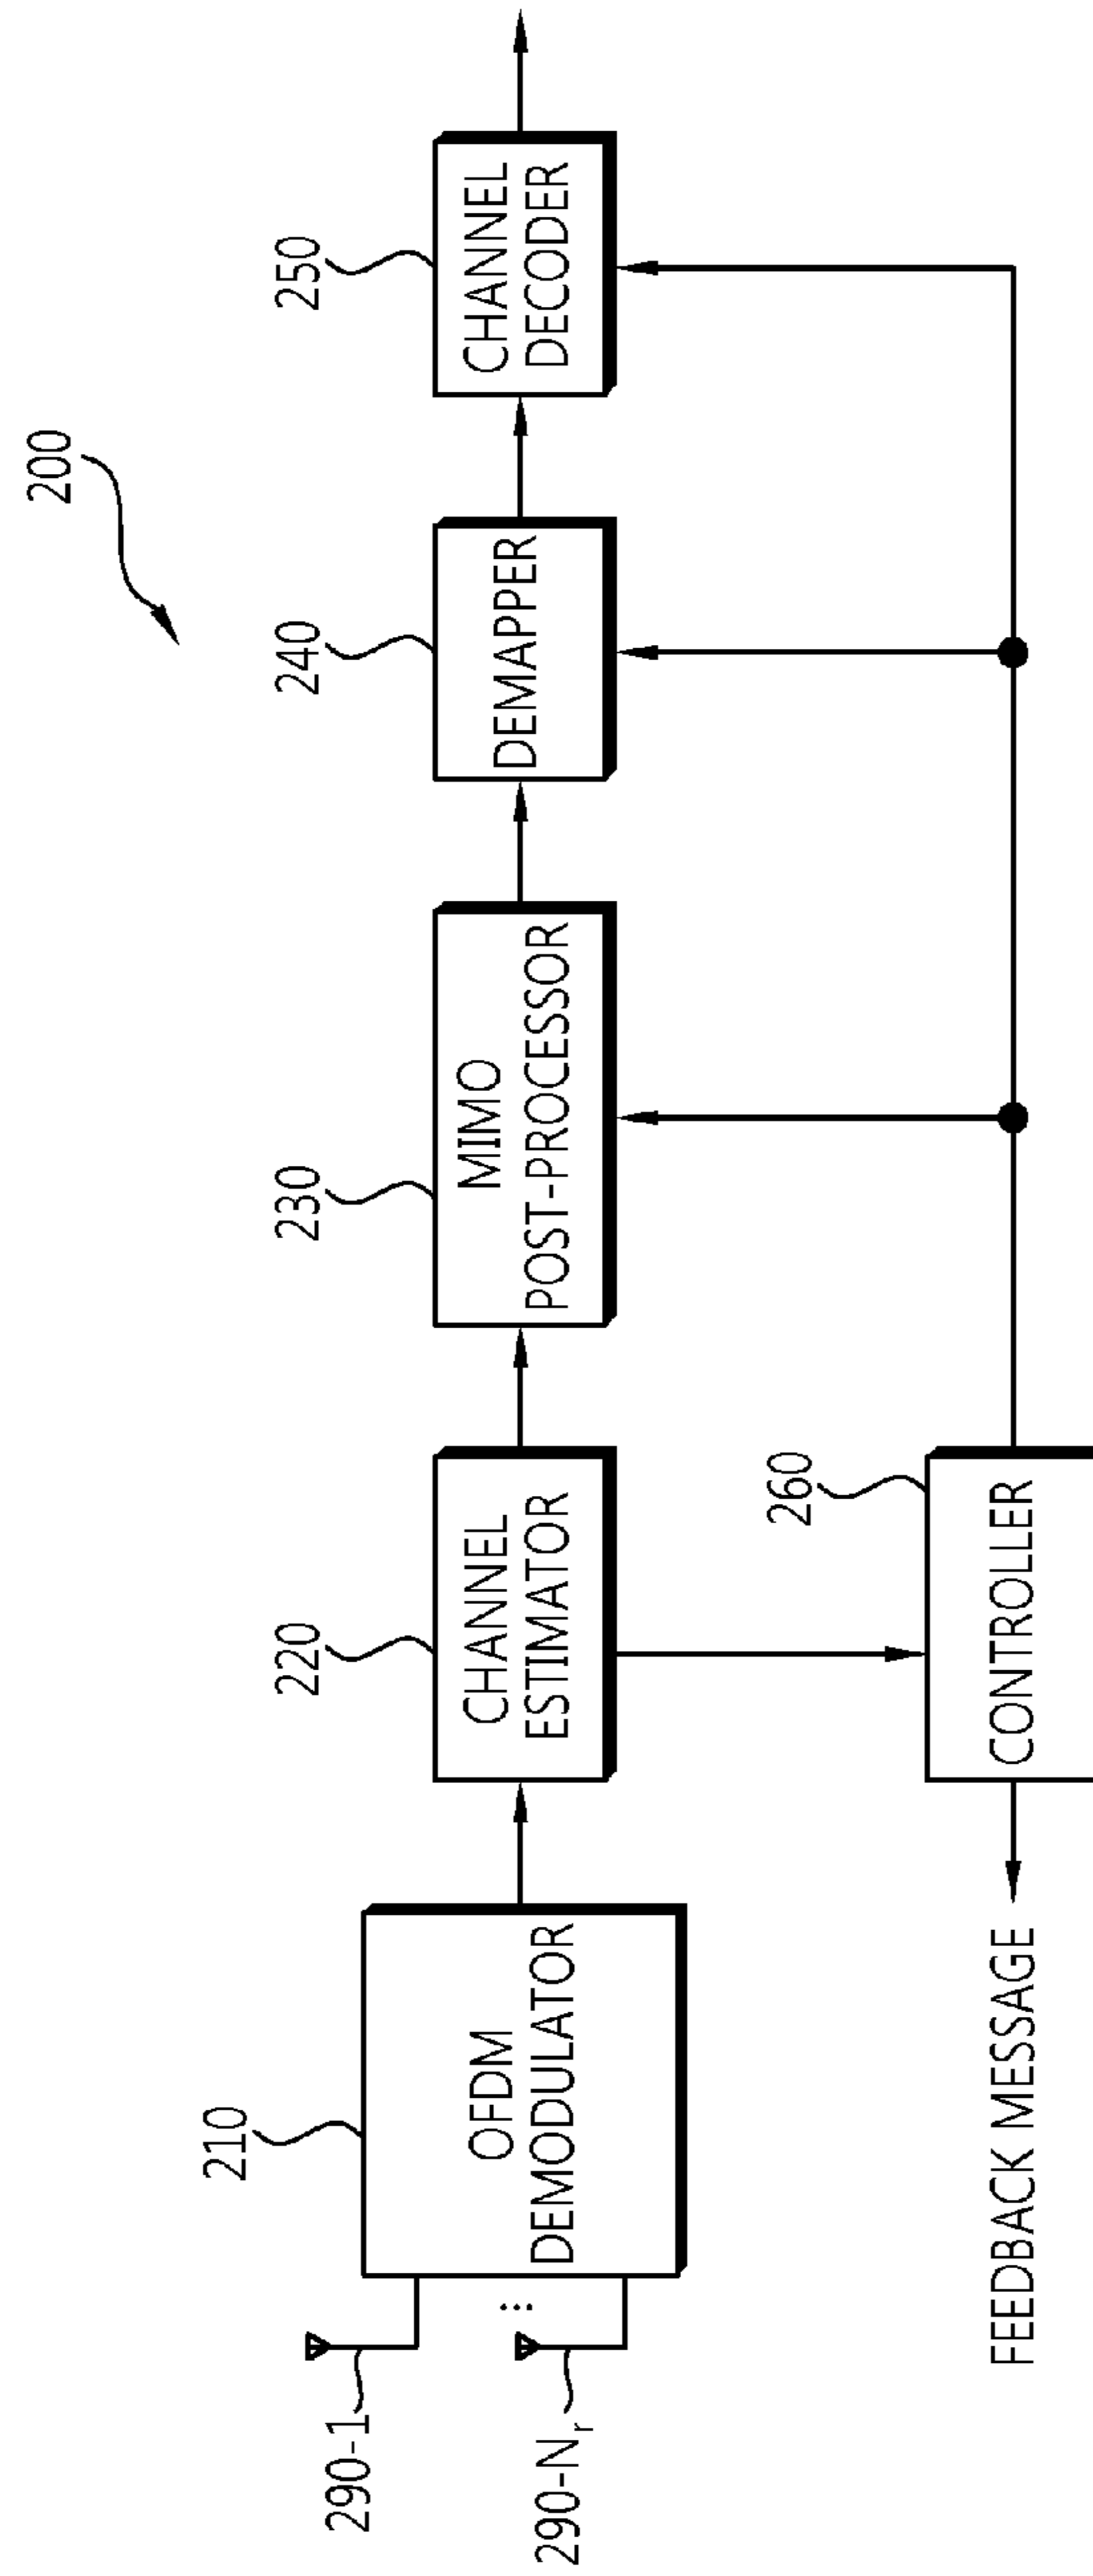 200
210
220
230
240
250
OFDM
DEMODULATOR
CHANNEL
ESTIMATOR
MIMO
POST-PROCESSOR
DEMAPPER
CHANNEL
DECODER
290-1
290-Nr
260
CONTROLLER
FEEDBACK MESSAGE